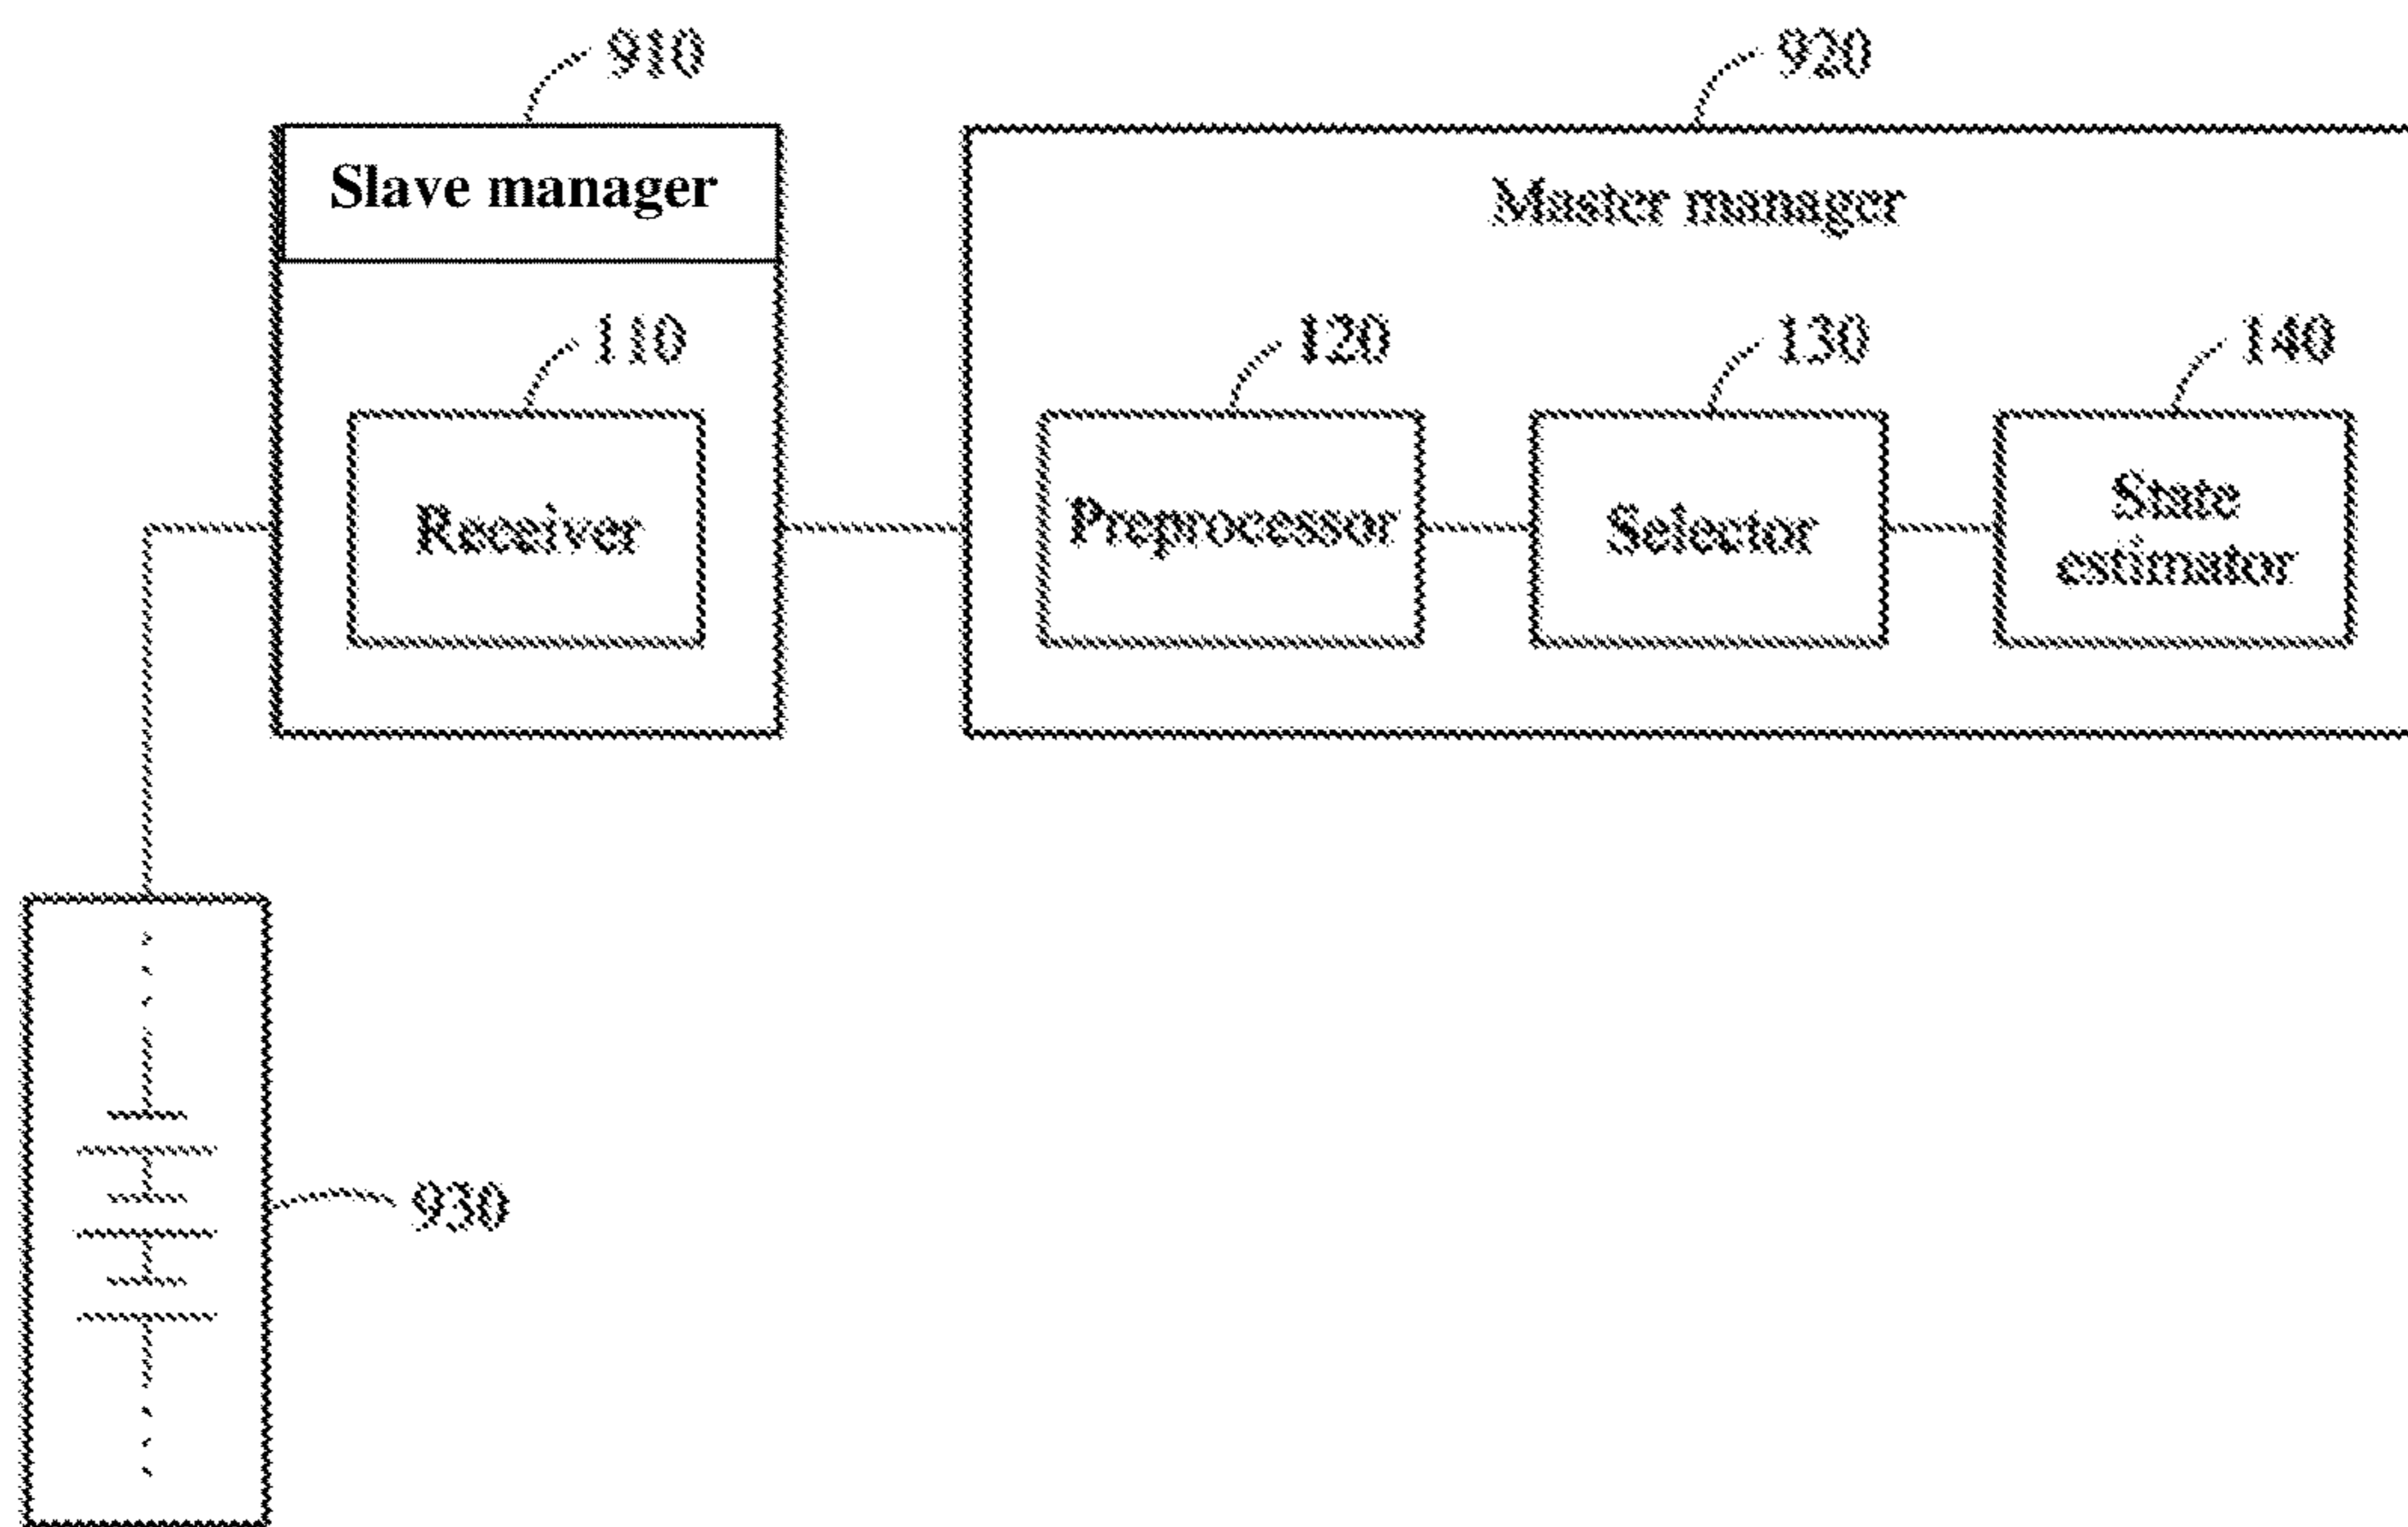 910
920
Slave manager
Master manager
110
120
130
140
Receiver
Preprocessor
Selector
State
estimator
930